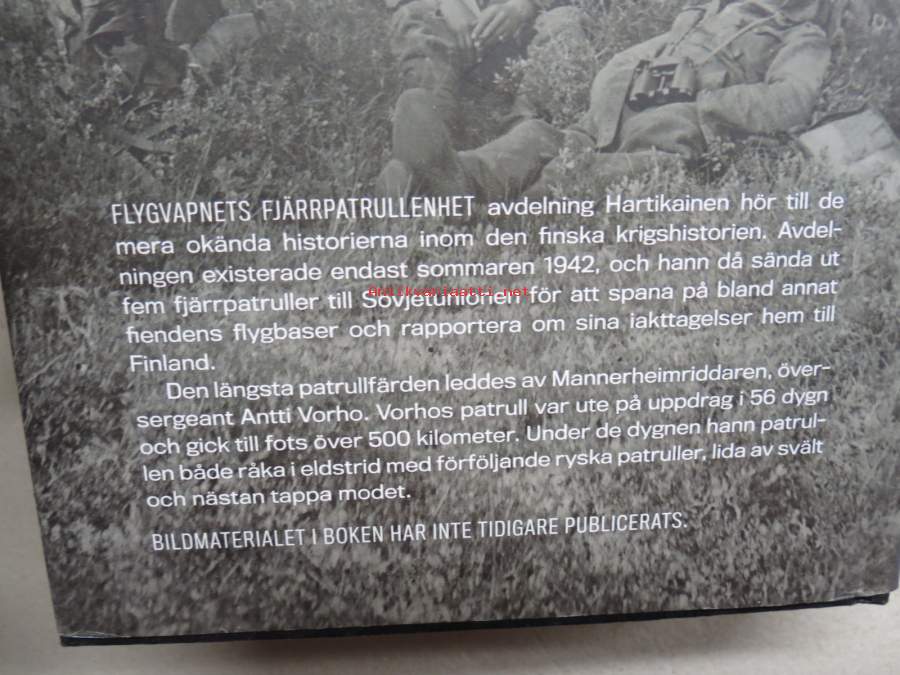 FLYGVAPNETS FJÄRRPATRULLENHET avdelning Hartikainen hör till de
mera okända historierna inom den finska krigshistorien. Avdel-
ningen existerade endast sommaren 1942, och hann då sända ut
Antikvariaatti.net
fem fjärrpatruller till Sovjetunionen för att spana på bland annat
fiendens flygbaser och rapportera om sina iakttagelser hem till
Finland.
Den längsta patrullfärden leddes av Mannerheimriddaren, över-
sergeant Antti Vorho. Vorhos patrull var ute på uppdrag i 56 dygn
och gick till fots över 500 kilometer. Under de dygnen hann patrul-
len både råka i eldstrid med förföljande ryska patruller, lida av svält
och nästan tappa modet.
BILDMATERIALET I BOKEN HAR INTE TIDIGARE PUBLICERATS.